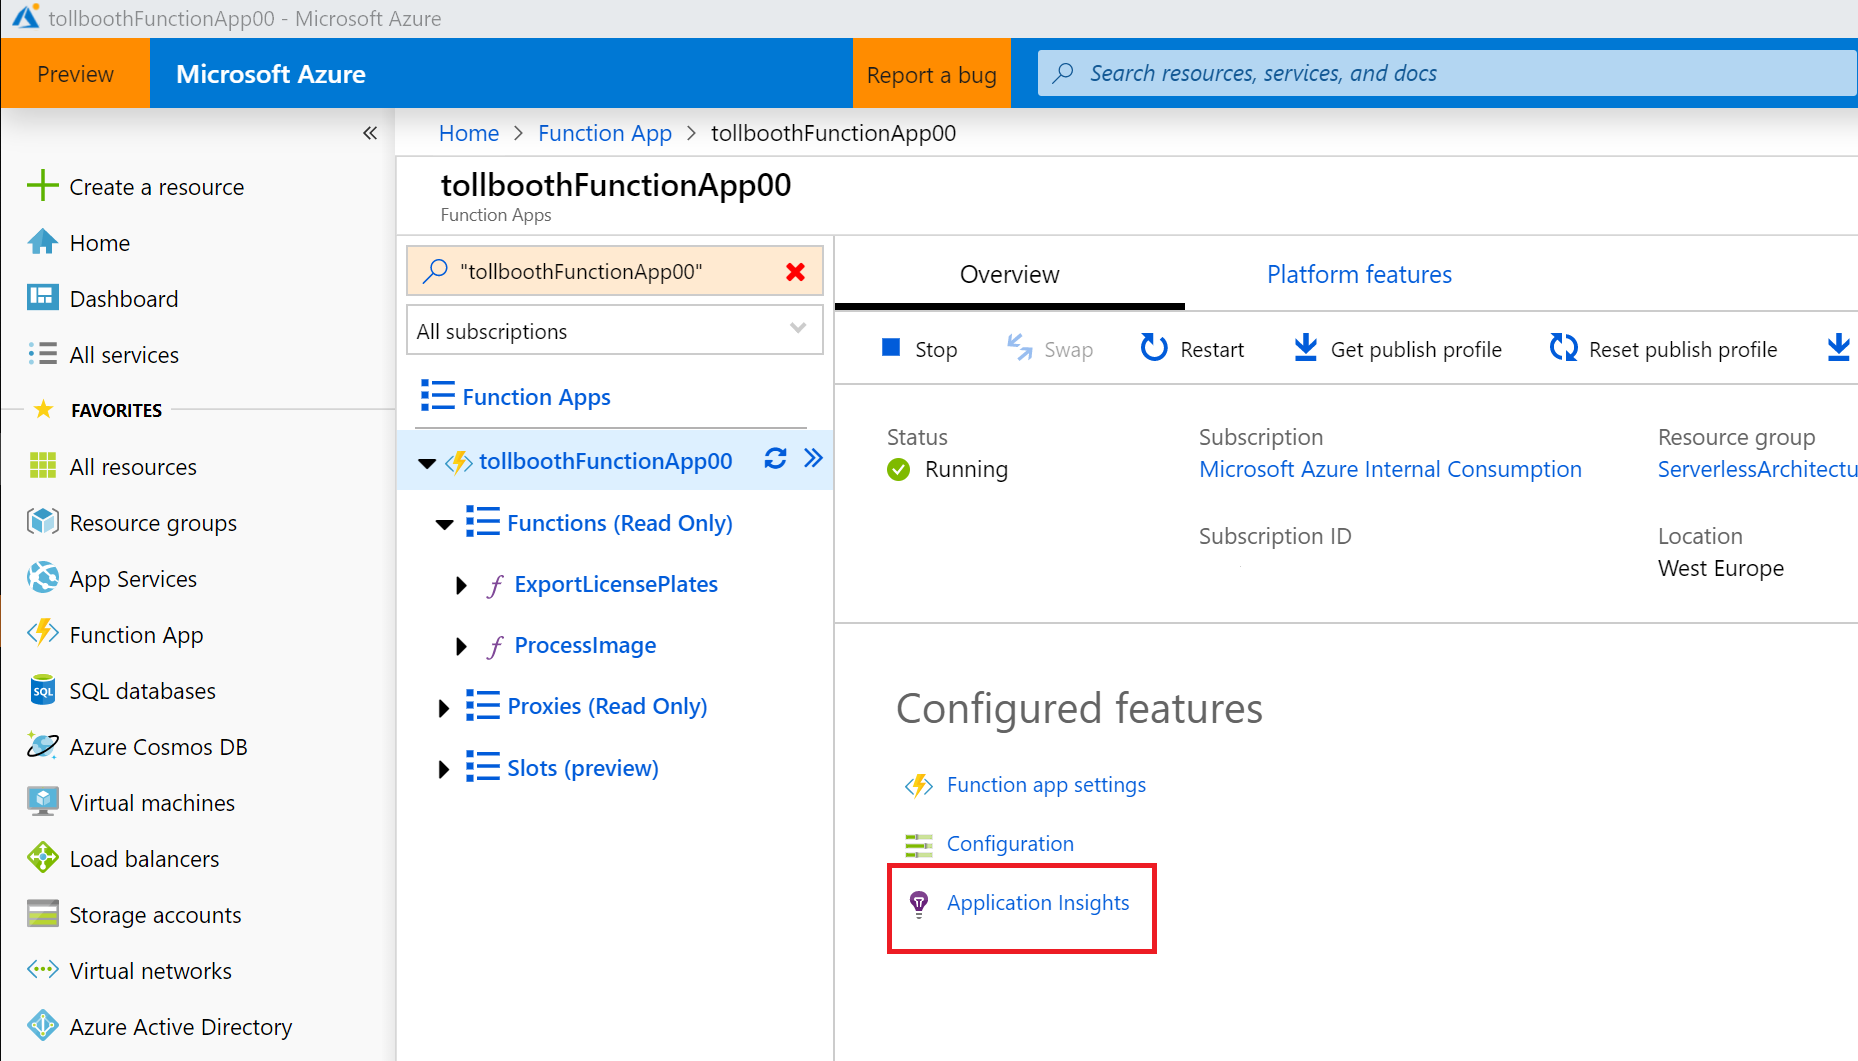 tollboothFunctionApp00 - Microsoft Azure
Preview
Microsoft Azure
Report a bug
Search resources, services, and docs
«
Create a resource
Home
Dashboard
All services
FAVORITES
All resources
Resource groups
App Services
Function App
SQL databases
Azure Cosmos DB
Virtual machines
Load balancers
Storage accounts
Virtual networks
Azure Active Directory
Home > Function App > tollboothFunctionApp00
tollboothFunctionApp00
Function Apps
"tollboothFunctionApp00"
All subscriptions
Function Apps
tollboothFunctionApp00
Functions (Read Only)
ExportLicensePlates
ProcessImage
Proxies (Read Only)
Slots (preview)
Overview
Platform features
Stop
Swap
Restart
Get publish profile
Reset publish profile
Status
Running
Subscription
Microsoft Azure Internal Consumption
Subscription ID
Resource group
ServerlessArchitectu
Location
West Europe
Configured features
Function app settings
Configuration
Application Insights